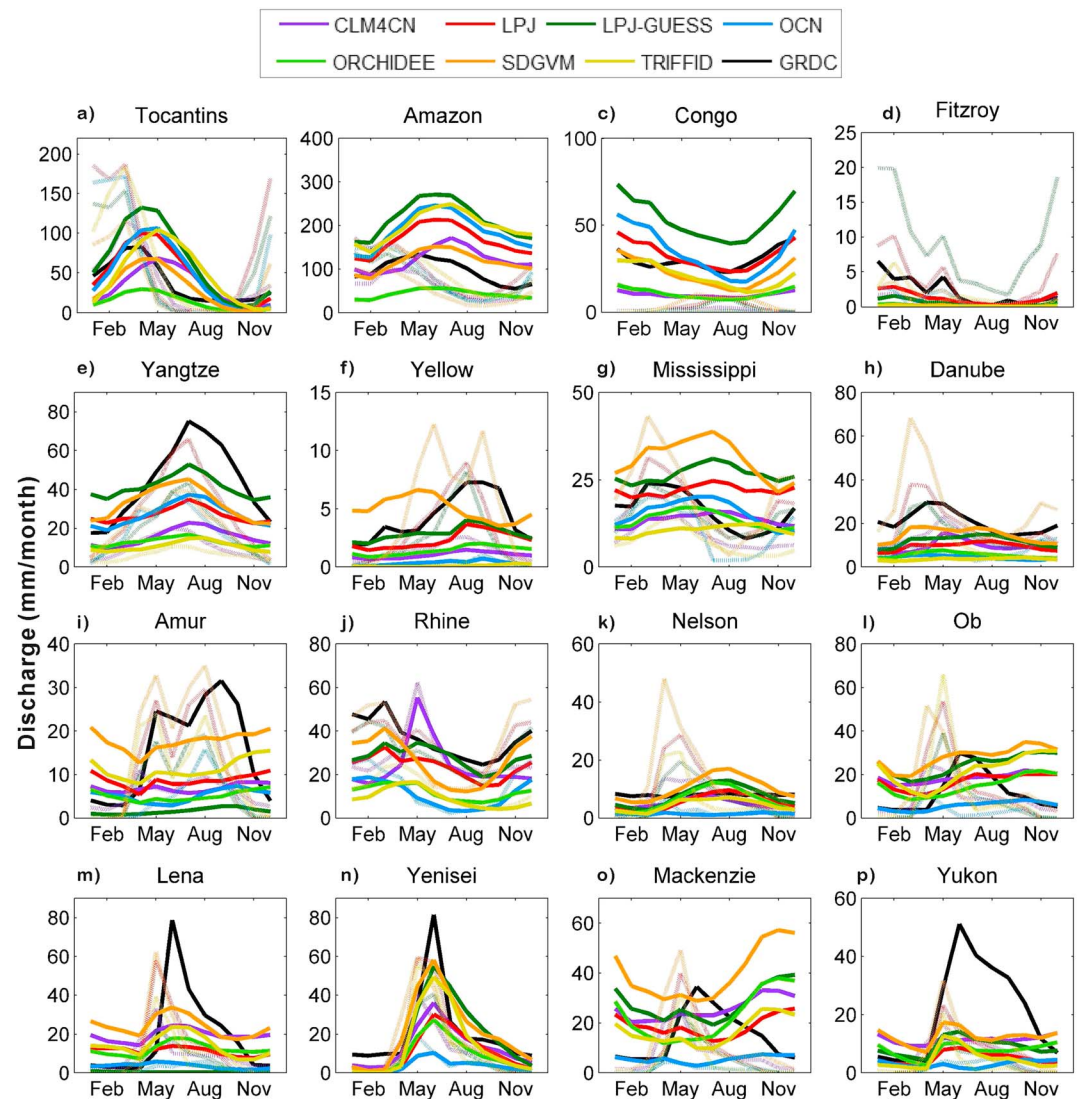 CLM4CN LPJ LPJ-GUESS OCN
ORCHIDEE SDGVM TRIFFID GRDC
a) Tocantins Amazon c) Congo d) Fitzroy
200 400 100 25
150 300 20
100 200 50 15
50 100 10
0 0 0 5
0
Feb May Aug Nov Feb May Aug Nov Feb May Aug Nov Feb May Aug Nov
e) Yangtze f) Yellow g) Mississippi h) Danube
80 15 50 80
60 10 60
40 25 40
20 5 20
0 0 0 0
Feb May Aug Nov Feb May Aug Nov Feb May Aug Nov Feb May Aug Nov
i) Amur j) Rhine k) Nelson l) Ob
40 80 60 80
30 60 40 60
20 40 40
10 20 20 20
0 0 0 0
Feb May Aug Nov Feb May Aug Nov Feb May Aug Nov Feb May Aug Nov
m) Lena n) Yenisei o) Mackenzie p) Yukon
80 80 60 60
60 60 40 40
40 40
20 20 20 20
0 0 0 0
Feb May Aug Nov Feb May Aug Nov Feb May Aug Nov Feb May Aug Nov
Discharge (mm/month)